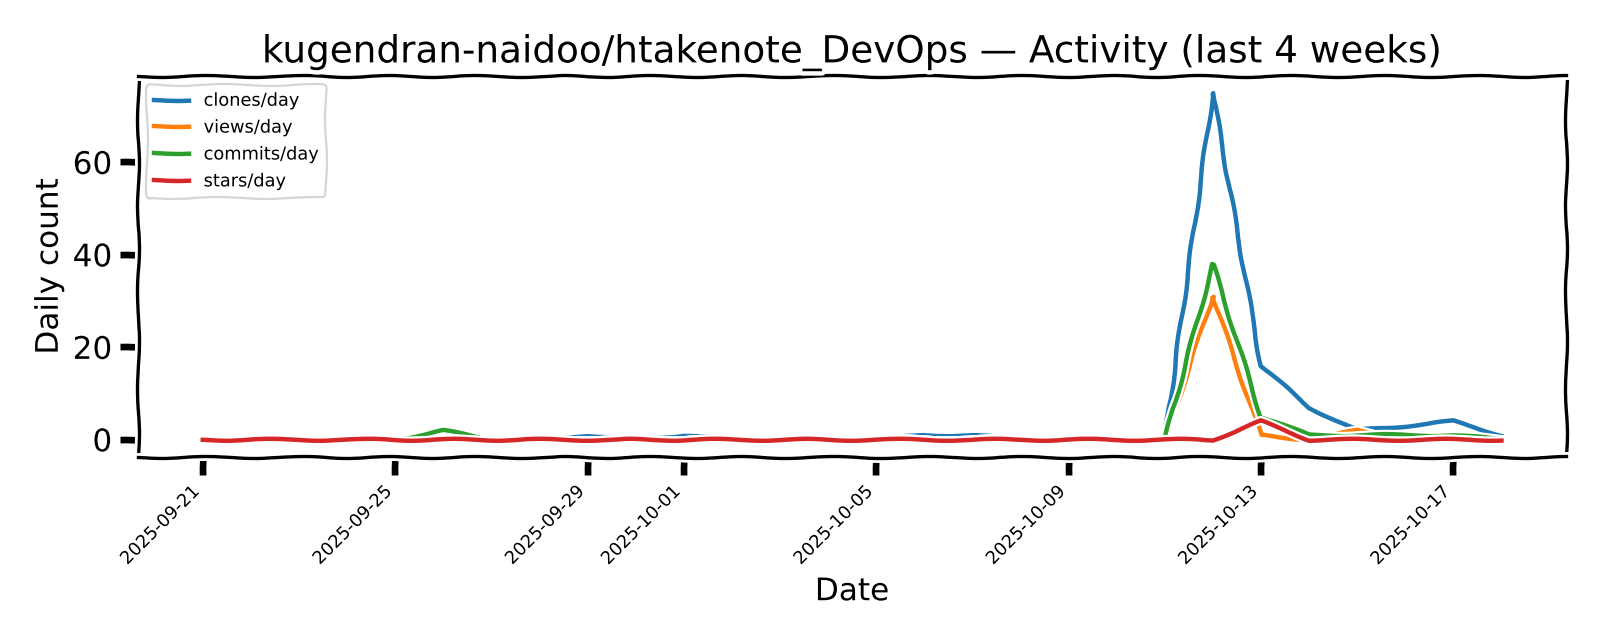 kugendran-naidoo/htakenote_DevOps — Activity (last 4 weeks)
clones/day
views/day
commits/day
stars/day
Daily count
60
40
20
0
2025-09-21
2025-09-25
2025-09-29
2025-10-01
2025-10-05
2025-10-09
2025-10-13
2025-10-17
Date